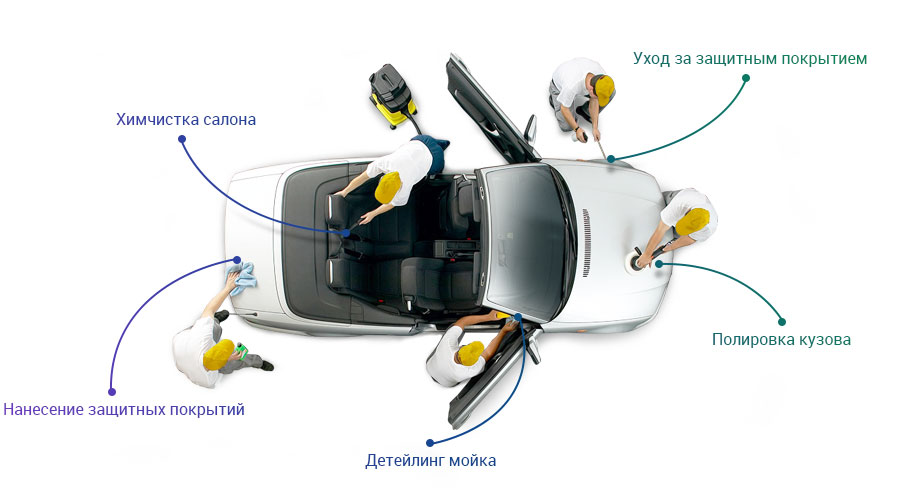 Уход за защитным покрытием
Химчистка салона
Полировка кузова
Нанесение защитных покрытий
Детейлинг мойка